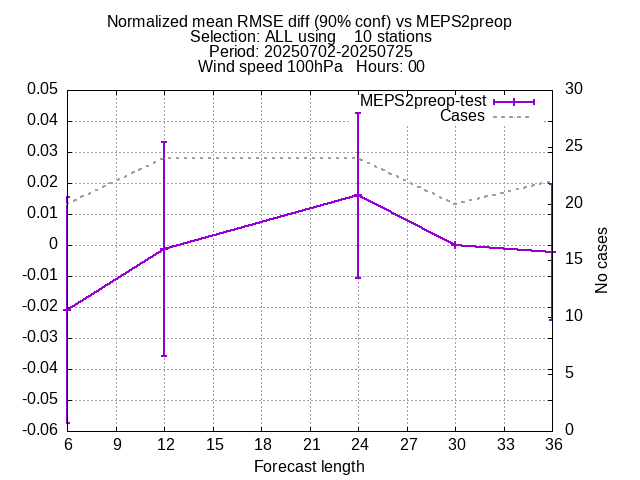 Normalized mean RMSE diff (90% conf) vs MEPS2preop
Selection: ALL using    10 stations
Period: 20250702-20250725
Wind speed 100hPa   Hours: 00
MEPS2preop-test
Cases
0.05
0.04
0.03
0.02
0.01
0
-0.01
-0.02
-0.03
-0.04
-0.05
-0.06
30
25
20
15
10
5
0
No cases
6 9 12 15 18 21 24 27 30 33 36
Forecast length